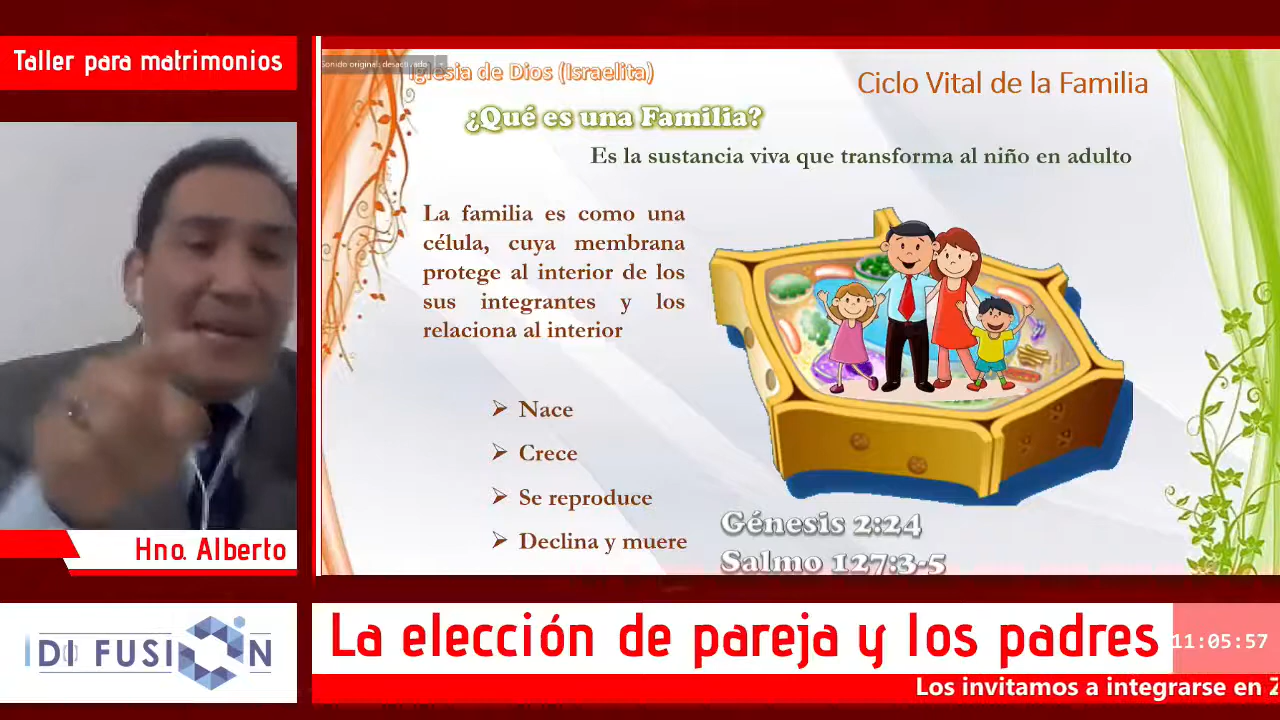 Taller para matrimonios
Sonido original: desactivado
Iglesia de Dios (Israelita)
Ciclo Vital de la Familia
¿Qué es una Familia?
Es la sustancia viva que transforma al niño en adulto
La familia es como una
célula, cuya membrana
protege al interior de los
sus integrantes y los
relaciona al interior
➢ Nace
➢ Crece
➢ Se reproduce
➢ Declina y muere
Génesis 2:24
Salmo 127:3-5
Hno. Alberto
DIFUSIÓN
La elección de pareja y los padres
11:05:57
Los invitamos a integrarse en